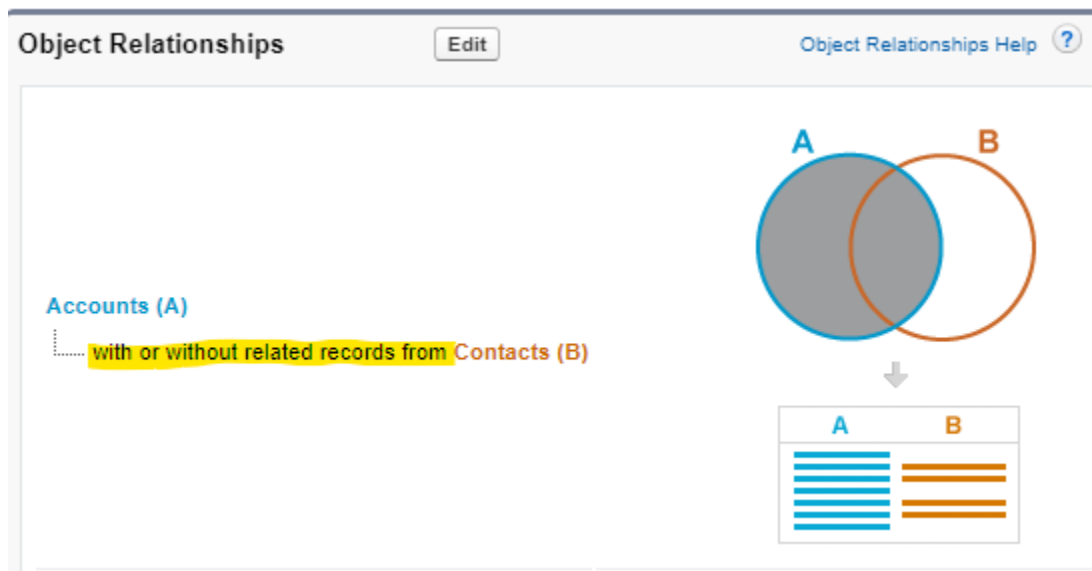 Object Relationships Edit Object Relationships Help ?
A B
Accounts (A)
with or without related records from Contacts (B)
A B